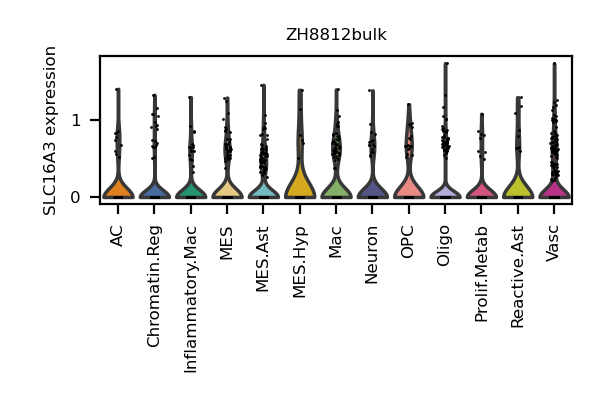 ZH8812bulk
SLC16A3 expression
1
0
AC
Chromatin.Reg
Inflammatory.Mac
MES
MES.Ast
MES.Hyp
Mac
Neuron
OPC
Oligo
Prolif.Metab
Reactive.Ast
Vasc